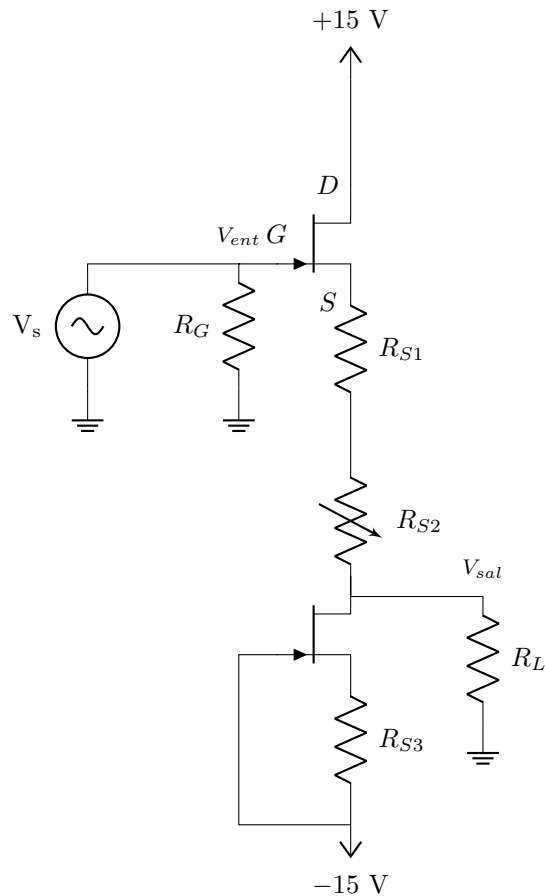 +15 V
D
V_ent G
S
V_s
R_G
R_S1
R_S2
V_sal
R_L
R_S3
−15 V